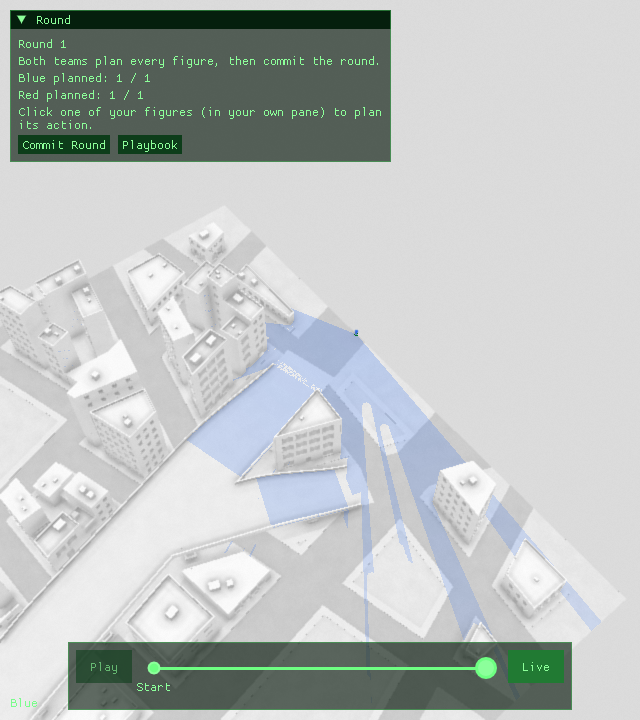 Round
Round 1
Both teams plan every figure, then commit the round.
Blue planned: 1 / 1
Red planned: 1 / 1
Click one of your figures (in your own pane) to plan
its action.
Commit Round
Playbook
Play
Live
Start
Blue